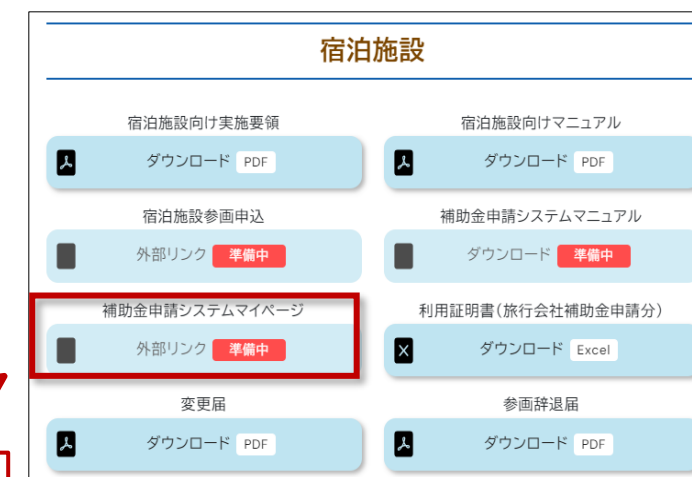 宿泊施設
宿泊施設向け実施要領
ダウンロード PDF
宿泊施設向けマニュアル
ダウンロード PDF
宿泊施設参画申込
外部リンク 準備中
補助金申請システムマニュアル
ダウンロード 準備中
補助金申請システムマイページ
外部リンク 準備中
利用証明書(旅行会社補助金申請分)
ダウンロード Excel
変更届
ダウンロード PDF
参画辞退届
ダウンロード PDF